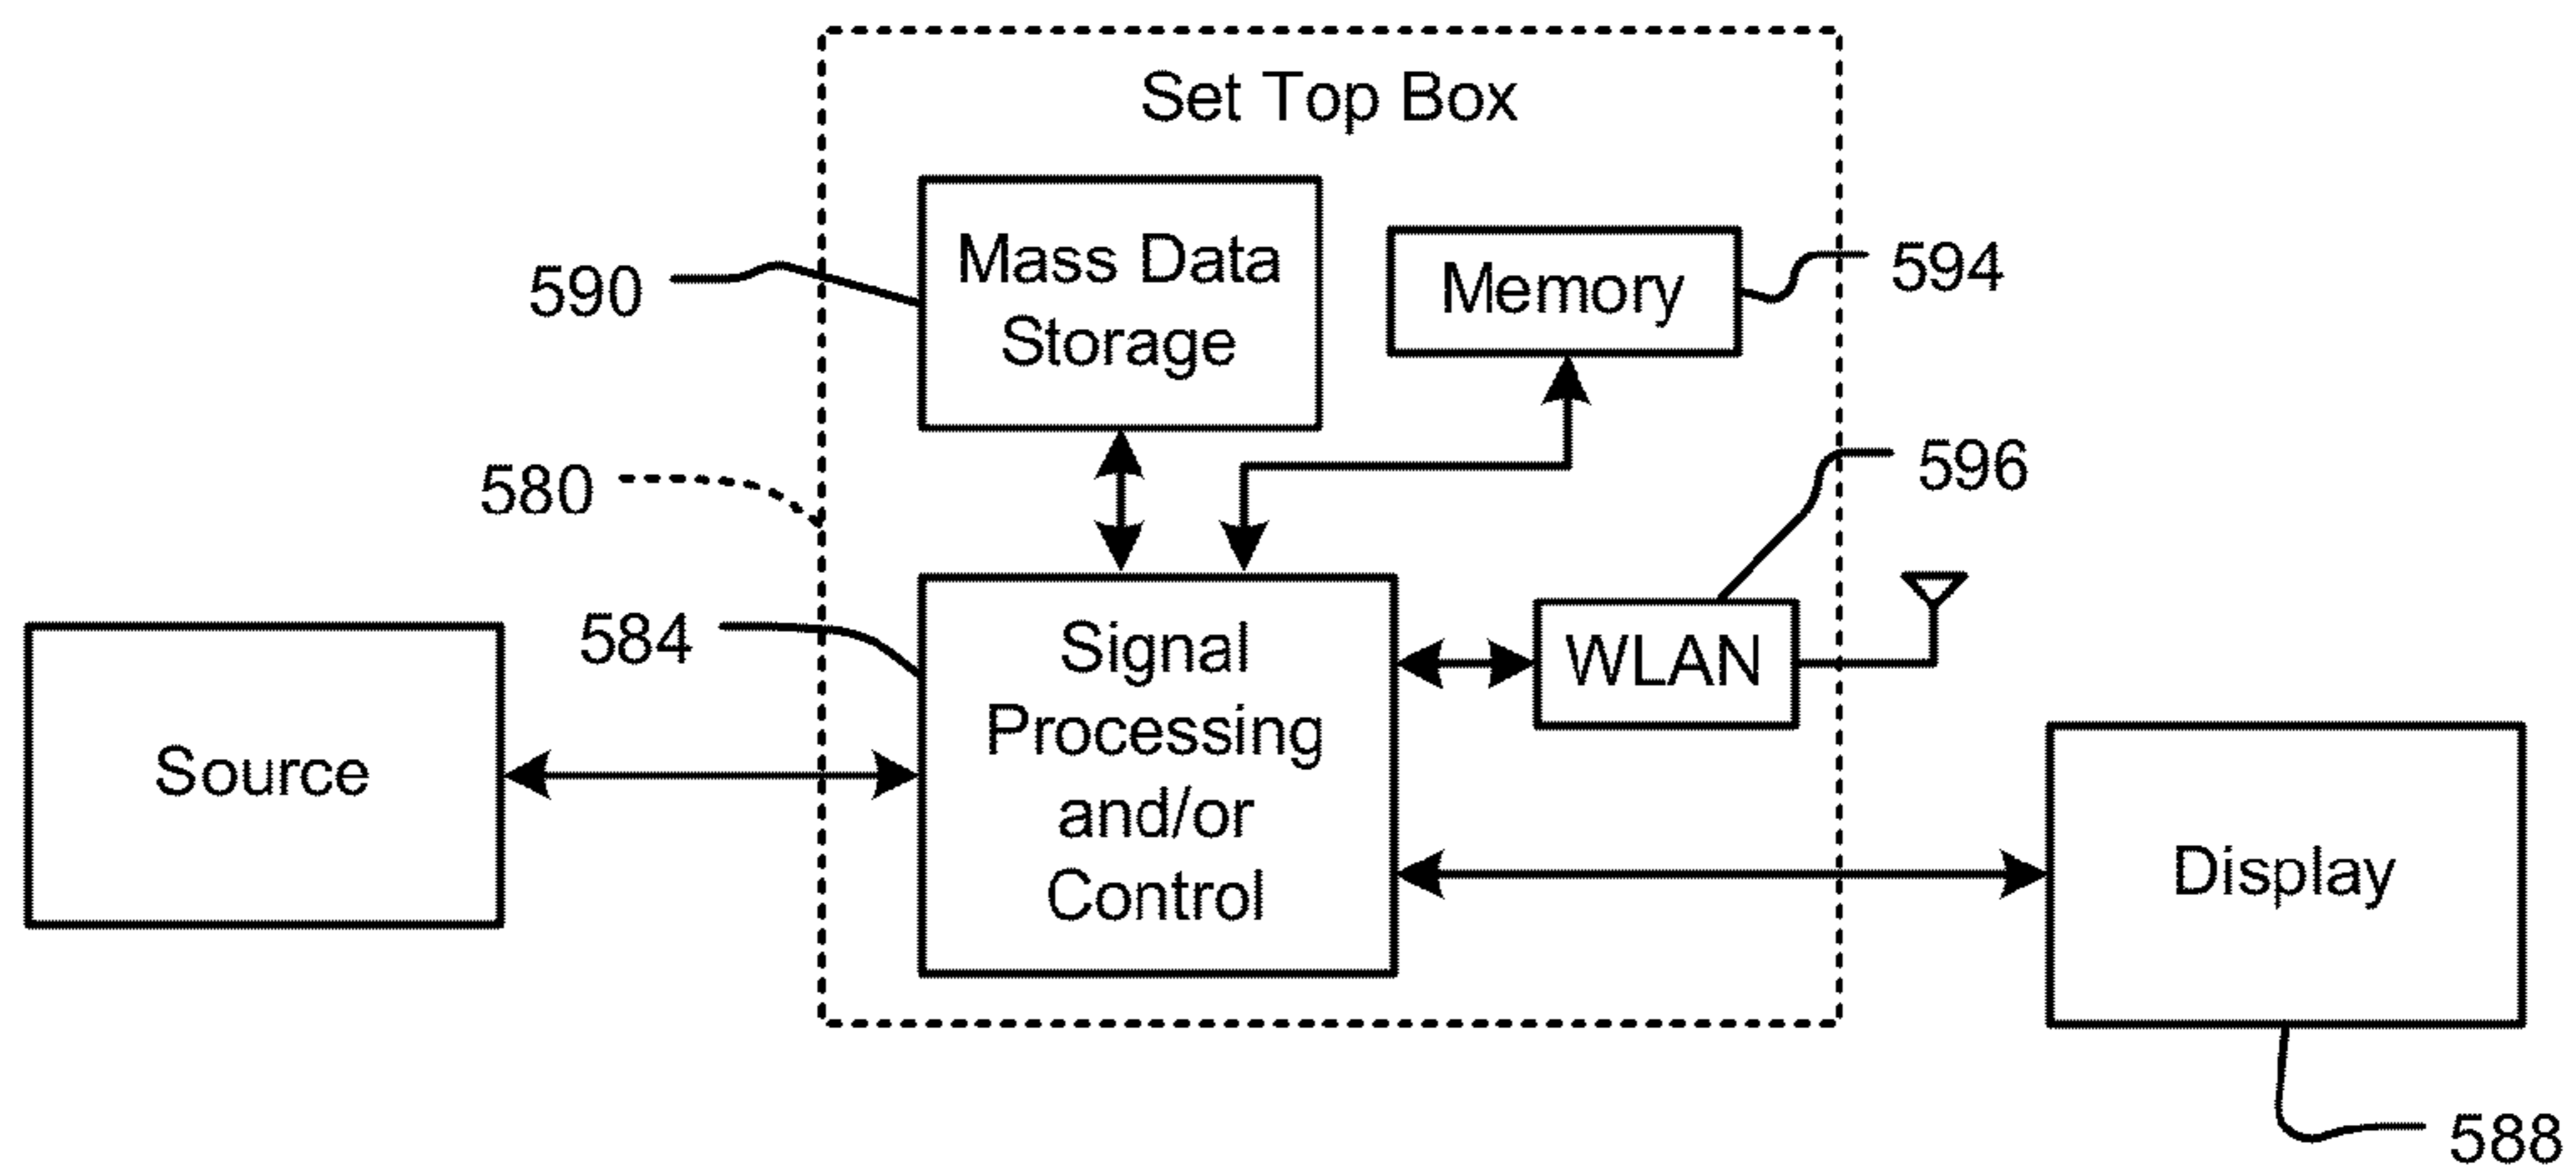 Set Top Box
Mass Data
Storage
Memory
590
594
580
596
584
Signal
Processing
and/or
Control
WLAN
Source
Display
588